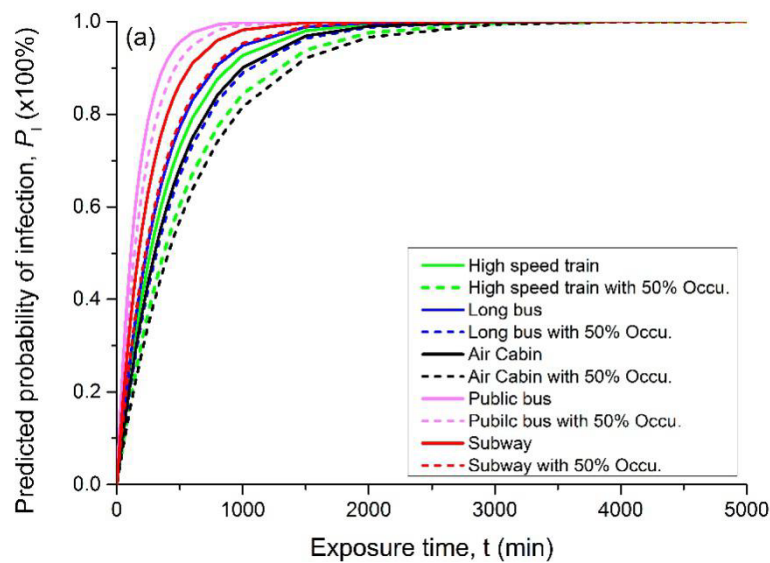 (a)
Predicted probability of infection, P_I (x100%)
1.0
0.8
0.6
0.4
0.2
0.0
High speed train
High speed train with 50% Occu.
Long bus
Long bus with 50% Occu.
Air Cabin
Air Cabin with 50% Occu.
Public bus
Pubilc bus with 50% Occu.
Subway
Subway with 50% Occu.
0 1000 2000 3000 4000 5000
Exposure time, t (min)